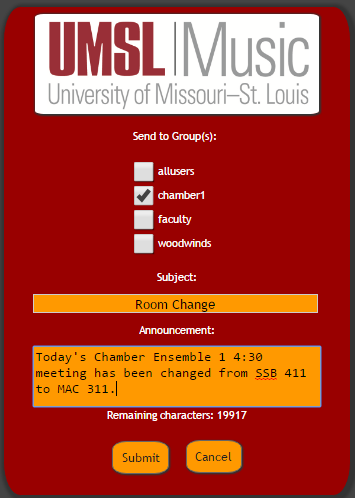 UMSL Music
University of Missouri–St. Louis
Send to Group(s):
allusers
chamber1
faculty
woodwinds
Subject:
Room Change
Announcement:
Today's Chamber Ensemble 1 4:30
meeting has been changed from SSB 411
to MAC 311.
Remaining characters: 19917
Submit Cancel